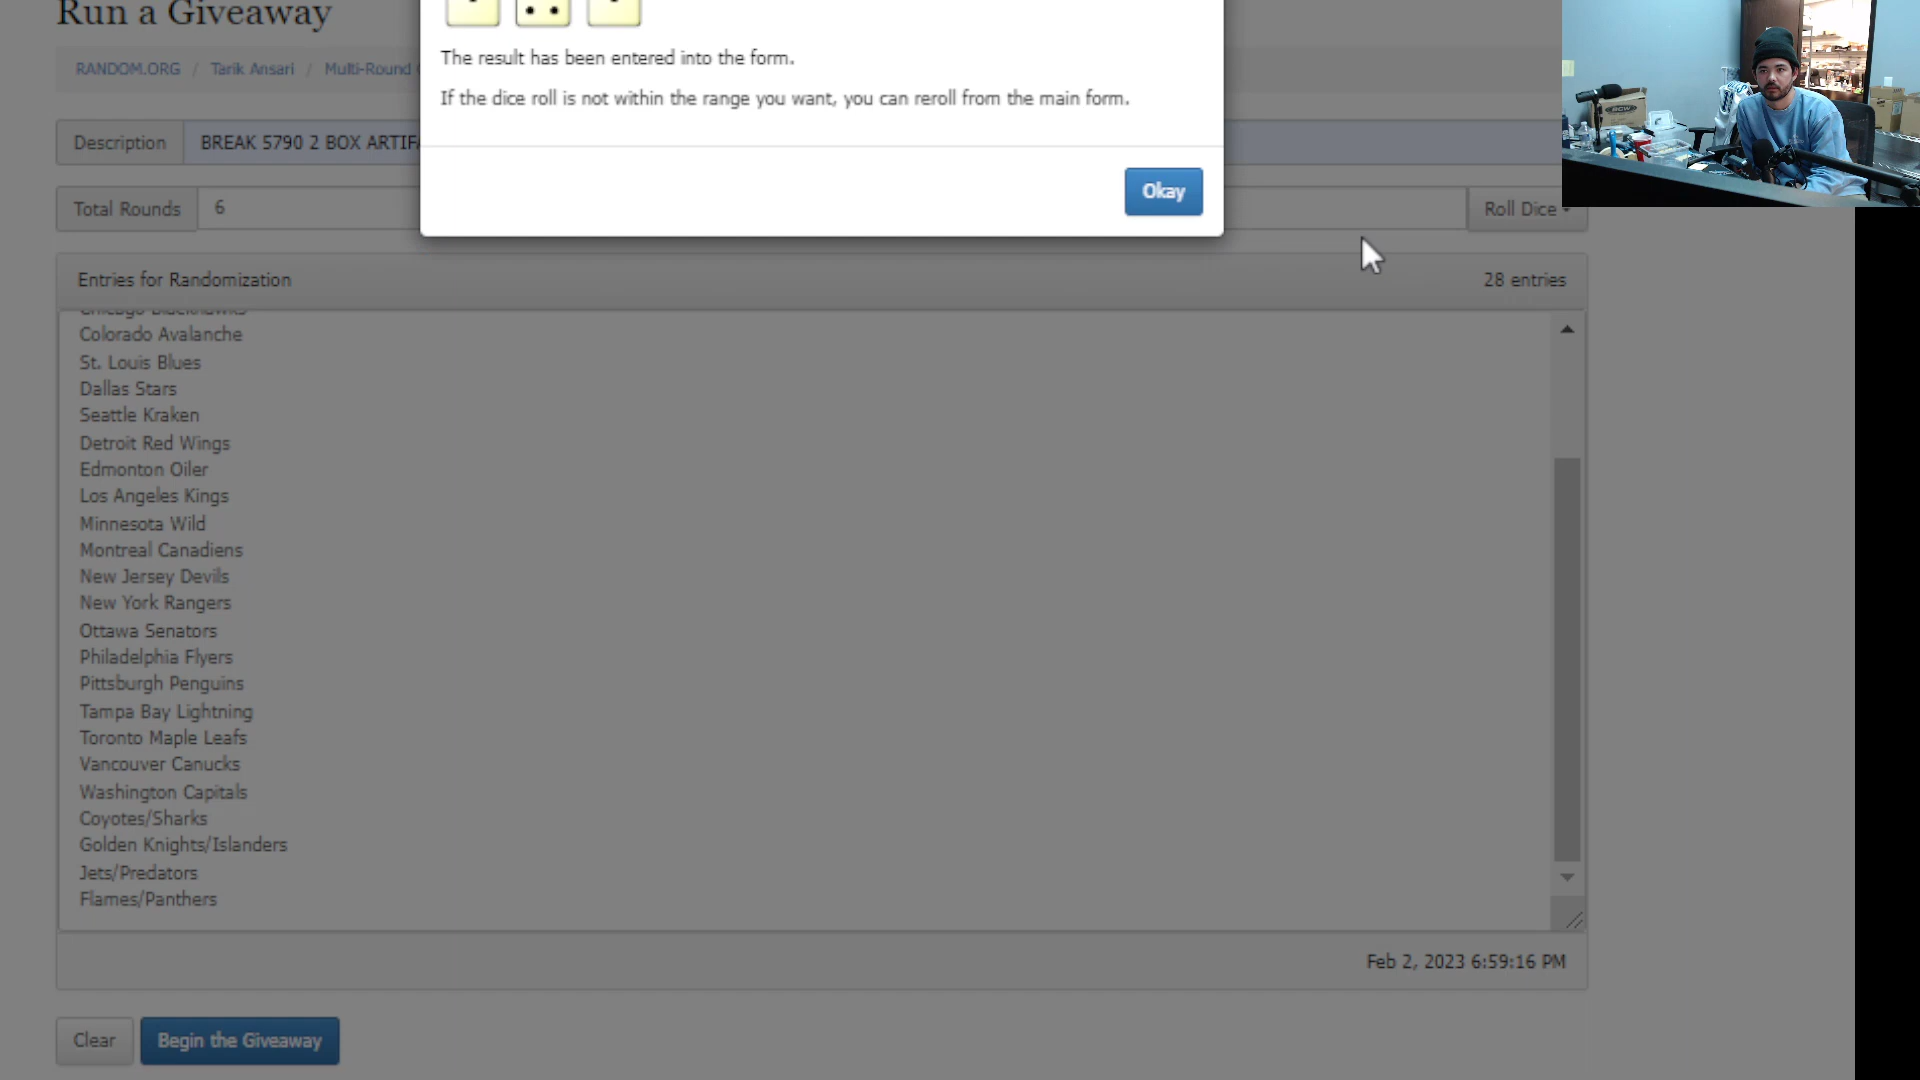 Run a Giveaway
RANDOM.ORG / Tarik Ansari / Multi-Round
The result has been entered into the form.
If the dice roll is not within the range you want, you can reroll from the main form.
Okay
Description BREAK 5790 2 BOX
Total Rounds 6 Roll Dice
Entries for Randomization 28 entries
Chicago Blackhawks
Colorado Avalanche
St. Louis Blues
Dallas Stars
Seattle Kraken
Detroit Red Wings
Edmonton Oiler
Los Angeles Kings
Minnesota Wild
Montreal Canadiens
New Jersey Devils
New York Rangers
Ottawa Senators
Philadelphia Flyers
Pittsburgh Penguins
Tampa Bay Lightning
Toronto Maple Leafs
Vancouver Canucks
Washington Capitals
Coyotes/Sharks
Golden Knights/Islanders
Jets/Predators
Flames/Panthers
Feb 2, 2023 6:59:16 PM
Clear Begin the Giveaway